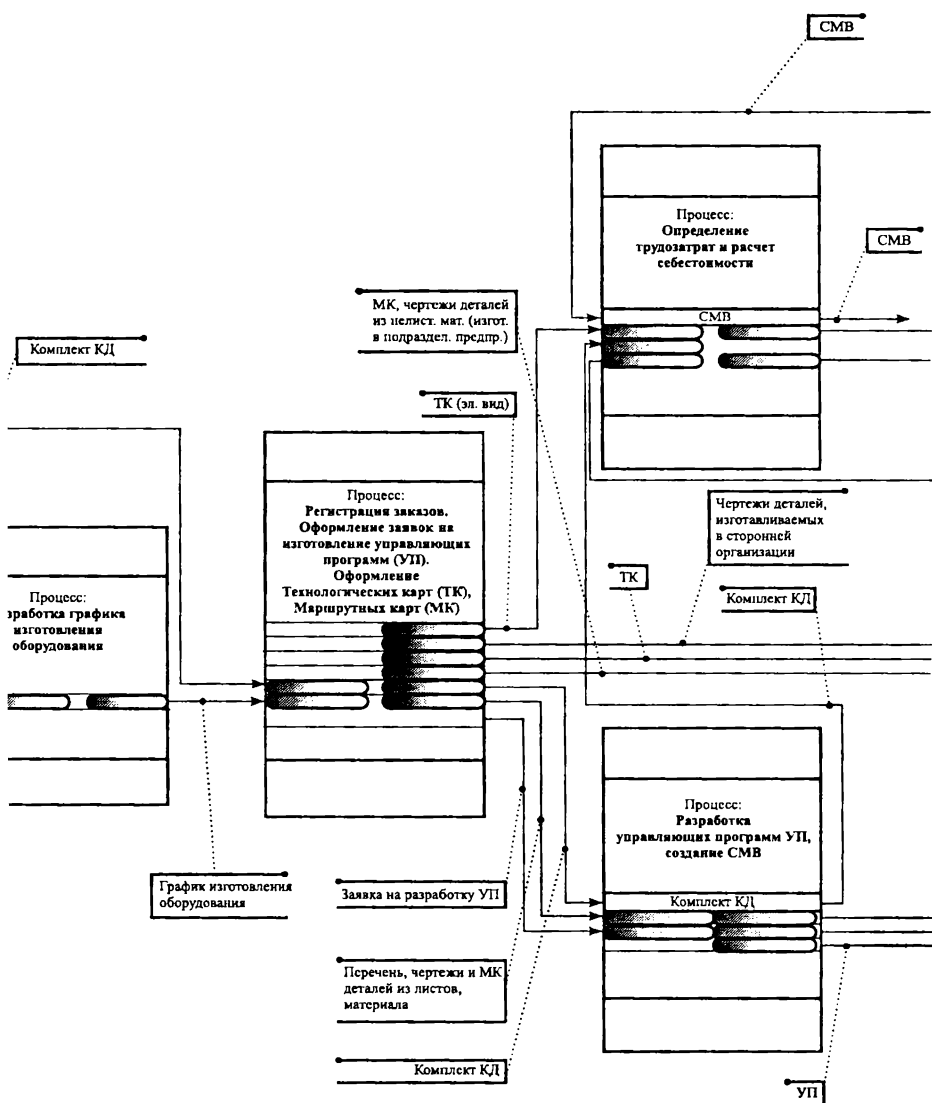 СМВ
Процесс:
Определение
трудозатрат и расчет
себестоимости
СМВ
СМВ
МК, чертежи деталей
из нелист. мат. (изгот.
в подраздел. предпр.)
Комплект КД
ТК (эл. вид)
Процесс:
Регистрация заказов.
Оформление заявок на
изготовление управляющих
программ (УП).
Оформление
Технологических карт (ТК),
Маршрутных карт (МК)
Чертежи деталей,
изготавливаемых
в сторонней
организации
ТК
Комплект КД
Процесс:
зработка графика
изготовления
оборудования
Процесс:
Разработка
управляющих программ УП,
создание СМВ
Комплект КД
График изготовления
оборудования
Заявка на разработку УП
Перечень, чертежи и МК
деталей из листов,
материала
Комплект КД
УП